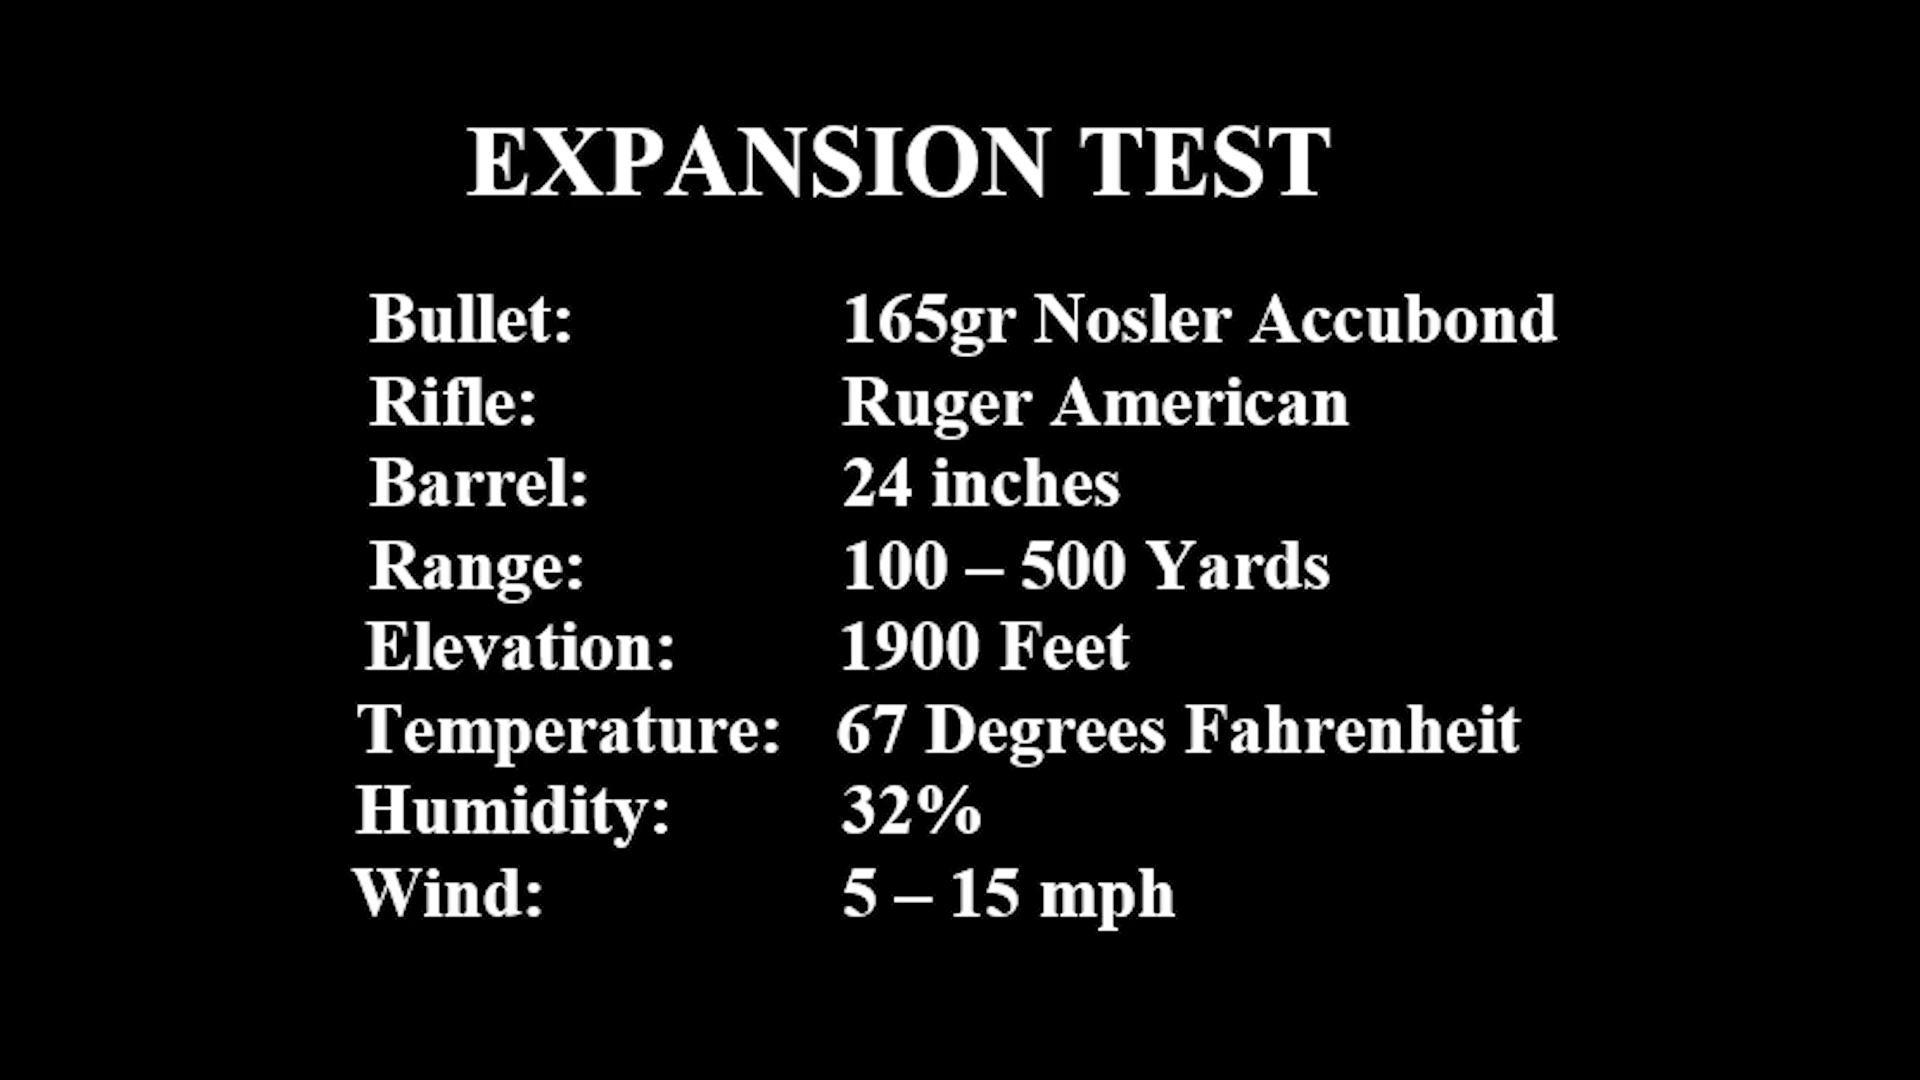 EXPANSION TEST
Bullet: 165gr Nosler Accubond
Rifle: Ruger American
Barrel: 24 inches
Range: 100 – 500 Yards
Elevation: 1900 Feet
Temperature: 67 Degrees Fahrenheit
Humidity: 32%
Wind: 5 – 15 mph